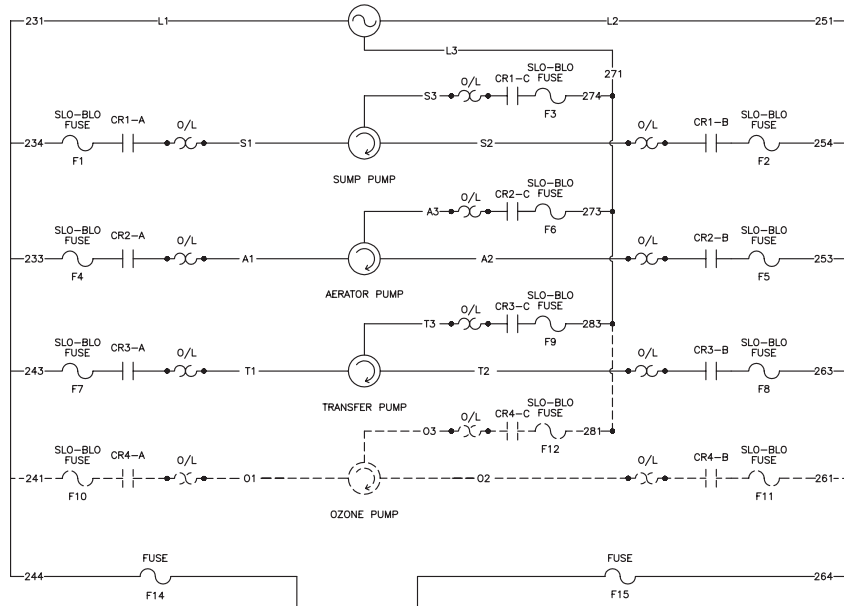 231
L1
L2
251
L3
271
SLO-BLO
FUSE
O/L
CR1-C
S3
274
F3
SLO-BLO
FUSE
CR1-A
O/L
O/L
CR1-B
SLO-BLO
FUSE
234
F1
S1
S2
F2
254
SUMP PUMP
SLO-BLO
FUSE
O/L
CR2-C
A3
273
F6
SLO-BLO
FUSE
CR2-A
O/L
O/L
CR2-B
SLO-BLO
FUSE
233
F4
A1
A2
F5
253
AERATOR PUMP
SLO-BLO
FUSE
O/L
CR3-C
T3
283
F9
SLO-BLO
FUSE
CR3-A
O/L
O/L
CR3-B
SLO-BLO
FUSE
243
F7
T1
T2
F8
263
TRANSFER PUMP
SLO-BLO
FUSE
O/L
CR4-C
O3
281
F12
SLO-BLO
FUSE
CR4-A
O/L
O/L
CR4-B
SLO-BLO
FUSE
241
F10
O1
O2
F11
261
OZONE PUMP
FUSE
FUSE
244
F14
F15
264